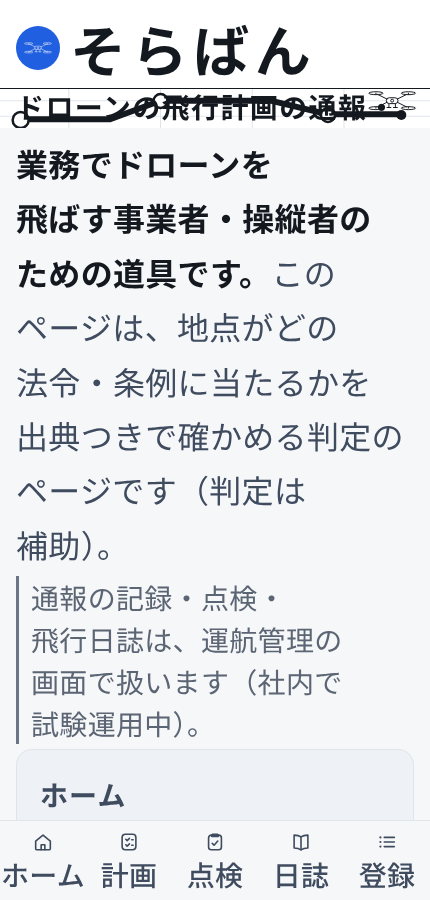 そらばん
ドローンの飛行計画の通報
業務でドローンを
飛ばす事業者・操縦者の
ための道具です。この
ページは、地点がどの
法令・条例に当たるかを
出典つきで確かめる判定の
ページです（判定は
補助）。
通報の記録・点検・
飛行日誌は、運航管理の
画面で扱います（社内で
試験運用中）。
ホーム
ホーム 計画 点検 日誌 登録